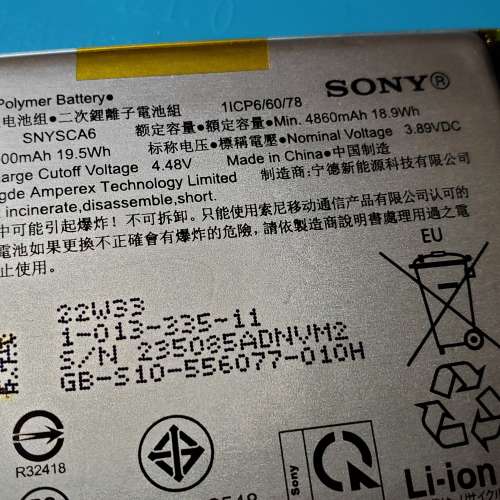 Polymer Battery● SONY®
电池组●二次鋰離子電池組 1ICP6/60/78
SNYSCA6 额定容量●額定容量●Min. 4860mAh 18.9Wh
00mAh 19.5Wh 标称电压●標稱電壓●Nominal Voltage 3.89VDC
arge Cutoff Voltage 4.48V Made in China●中国制造
gde Amperex Technology Limited 制造商:宁德新能源科技有限公司
incinerate,disassemble,short.
中可能引起爆炸! 不可拆卸。只能使用索尼移动通信产品有限公司认可的
電池如果更換不正確會有爆炸的危險,請依製造商說明書處理用過之電
止使用。
EU
22W33
1-013-335-11
S/N 235085ADNVM2
GB-S10-556077-010H
R32418
Sony
Li-ion